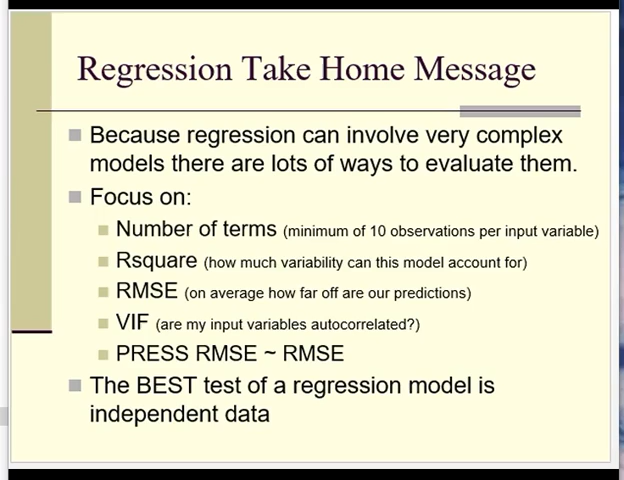 Regression Take Home Message
Because regression can involve very complex
models there are lots of ways to evaluate them.
Focus on:
Number of terms (minimum of 10 observations per input variable)
Rsquare (how much variability can this model account for)
RMSE (on average how far off are our predictions)
VIF (are my input variables autocorrelated?)
PRESS RMSE ~ RMSE
The BEST test of a regression model is
independent data